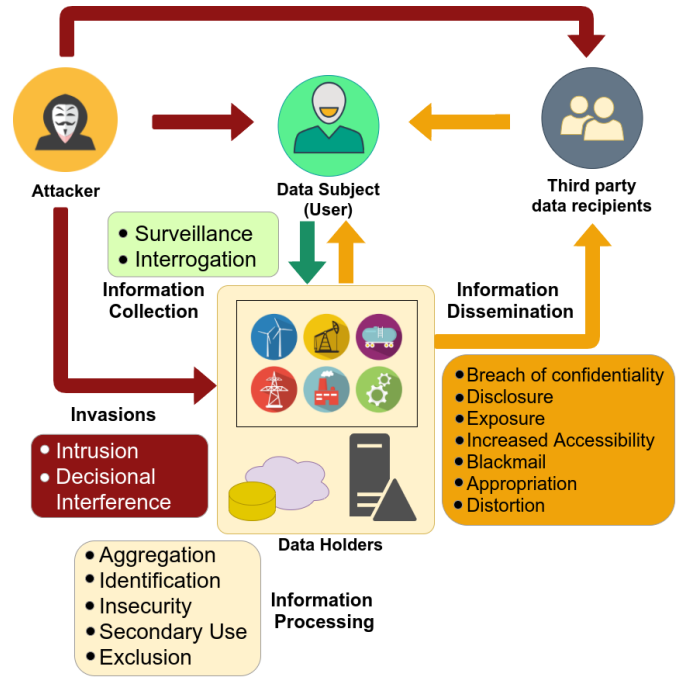 Attacker
Data Subject
(User)
Third party
data recipients
• Surveillance
• Interrogation
Information
Collection
Information
Dissemination
Invasions
• Intrusion
• Decisional
Interference
• Breach of confidentiality
• Disclosure
• Exposure
• Increased Accessibility
• Blackmail
• Appropriation
• Distortion
Data Holders
• Aggregation
• Identification
• Insecurity
• Secondary Use
• Exclusion
Information
Processing